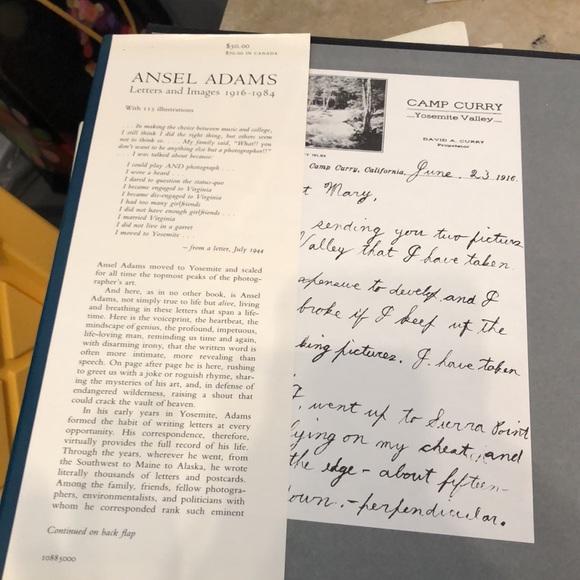 $50.00
$70.00 IN CANADA
ANSEL ADAMS
Letters and Images 1916-1984
With 115 illustrations
. . . In making the choice between music and college,
I still think I did the right thing, but others seem
not to think so. . . . My family said, "What!! you
don't want to be anything else but a photographer!!"
. . . I was talked about because:
I could play AND photograph . . .
I wore a beard . . .
I dared to question the status-quo
I became engaged to Virginia
I became dis-engaged to Virginia
I had too many girlfriends
I did not have enough girlfriends . . .
I married Virginia
I did not live in a garret
I moved to Yosemite . . .
– from a letter, July 1944
Ansel Adams moved to Yosemite and scaled
for all time the topmost peaks of the photog-
rapher's art.
And here, as in no other book, is Ansel
Adams, not simply true to life but alive, living
and breathing in these letters that span a life-
time. Here is the voiceprint, the heartbeat, the
mindscape of genius, the profound, impetuous,
life-loving man, reminding us time and again,
with disarming irony, that the written word is
often more intimate, more revealing than
speech. On page after page he is here, rushing
to greet us with a joke or roguish rhyme, shar-
ing the mysteries of his art, and, in defense of
endangered wilderness, raising a shout that
could crack the vault of heaven.
In his early years in Yosemite, Adams
formed the habit of writing letters at every
opportunity. His correspondence, therefore,
virtually provides the full record of his life.
Through the years, wherever he went, from
the Southwest to Maine to Alaska, he wrote
literally thousands of letters and postcards.
Among the family, friends, fellow photogra-
phers, environmentalists, and politicians with
whom he corresponded rank such eminent
Continued on back flap
10885000
CAMP CURRY
Yosemite Valley
DAVID A. CURRY
Proprietor
Camp Curry, California, June. 23 1916.
t Mary,
sending you two pictures
Valley that I have taken
expensive to develop and I
broke if I keep up the
king pictures. I have taken
I went up to Sierra Point
lying on my chest and
the edge - about fifteen-
down. - perpendicular.